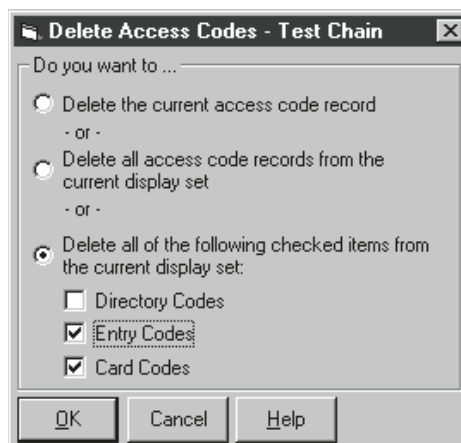 Delete Access Codes - Test Chain
Do you want to ...
Delete the current access code record
- or -
Delete all access code records from the
current display set
- or -
Delete all of the following checked items from
the current display set:
Directory Codes
Entry Codes
Card Codes
OK Cancel Help